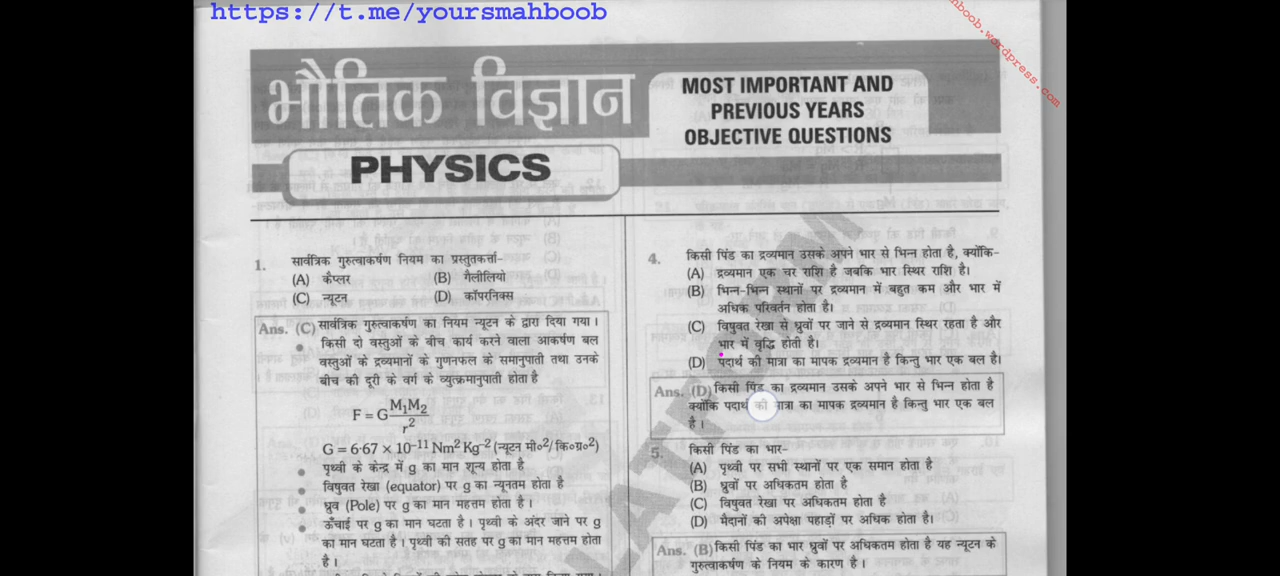 https://t.me/yoursmahboob
hboob.wordpress.com
भौतिक विज्ञान
MOST IMPORTANT AND
PREVIOUS YEARS
OBJECTIVE QUESTIONS
PHYSICS
1. सार्वत्रिक गुरुत्वाकर्षण नियम का प्रस्तुतकर्त्ता-
(A) कैप्लर (B) गैलीलियो
(C) न्यूटन (D) कॉपरनिक्स
Ans. (C) सार्वत्रिक गुरुत्वाकर्षण का नियम न्यूटन के द्वारा दिया गया।
● किसी दो वस्तुओं के बीच कार्य करने वाला आकर्षण बल
वस्तुओं के द्रव्यमानों के गुणनफल के समानुपाती तथा उनके
बीच की दूरी के वर्ग के व्युत्क्रमानुपाती होता है
F = G M₁M₂/r²
G = 6·67 × 10⁻¹¹ Nm² Kg⁻² (न्यूटन मी०²/कि०ग्र०²)
● पृथ्वी के केन्द्र में g का मान शून्य होता है
● विषुवत रेखा (equator) पर g का न्यूनतम होता है
● ध्रुव (Pole) पर g का मान महत्तम होता है।
● ऊँचाई पर g का मान घटता है। पृथ्वी के अंदर जाने पर g
का मान घटता है। पृथ्वी की सतह पर g का मान महत्तम होता
है।
4. किसी पिंड का द्रव्यमान उसके अपने भार से भिन्न होता है, क्योंकि-
(A) द्रव्यमान एक चर राशि है जबकि भार स्थिर राशि है।
(B) भिन्न-भिन्न स्थानों पर द्रव्यमान में बहुत कम और भार में
अधिक परिवर्तन होता है।
(C) विषुवत रेखा से ध्रुवों पर जाने से द्रव्यमान स्थिर रहता है और
भार में वृद्धि होती है।
(D) पदार्थ की मात्रा का मापक द्रव्यमान है किन्तु भार एक बल है।
Ans. (D) किसी पिंड का द्रव्यमान उसके अपने भार से भिन्न होता है
क्योंकि पदार्थ की मात्रा का मापक द्रव्यमान है किन्तु भार एक बल
है।
5. किसी पिंड का भार-
(A) पृथ्वी पर सभी स्थानों पर एक समान होता है
(B) ध्रुवों पर अधिकतम होता है
(C) विषुवत रेखा पर अधिकतम होता है
(D) मैदानों की अपेक्षा पहाड़ों पर अधिक होता है।
Ans. (B) किसी पिंड का भार ध्रुवों पर अधिकतम होता है यह न्यूटन के
गुरुत्वाकर्षण के नियम के कारण है।
LATFORM